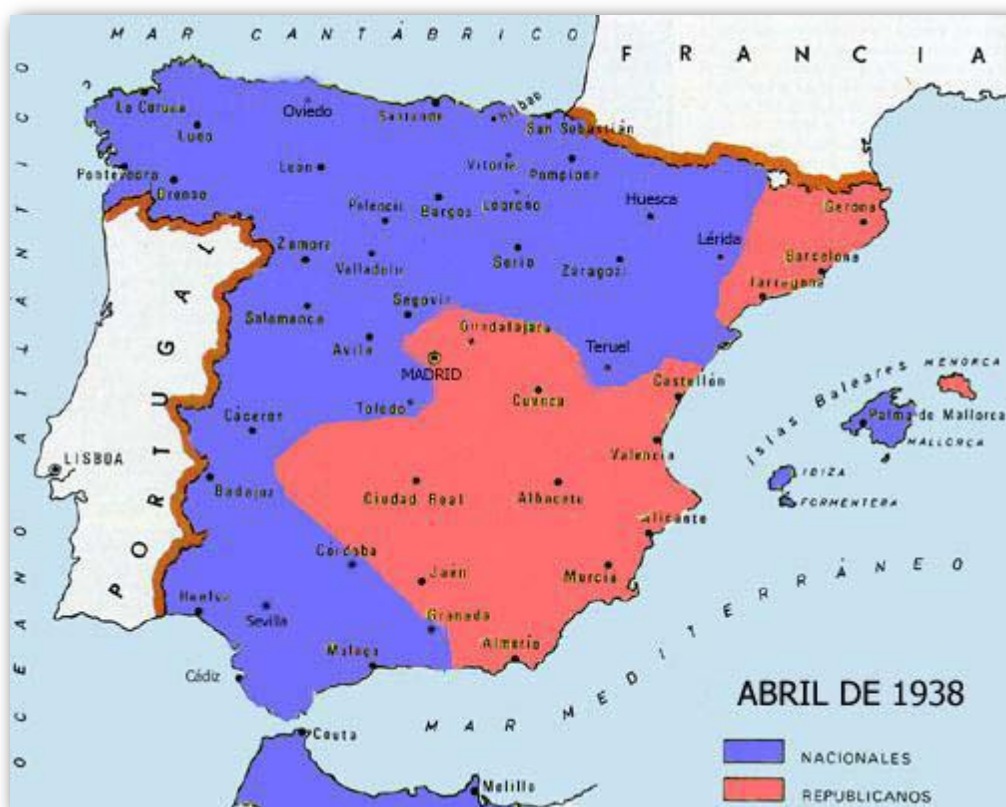 MAR CANTÁBRICO
FRANCIA
OCEANO ATLANTICO
PORTUGAL
LISBOA
La Coruña
Lugo
Oviedo
Santander
Bilbao
San Sebastián
Pontevedra
Orense
León
Vitoria
Pamplona
Palencia
Burgos
Logroño
Huesca
Gerona
Zamora
Valladolid
Soria
Zaragoza
Lérida
Barcelona
Tarragona
Salamanca
Segovia
Guadalajara
Avila
MADRID
Teruel
Toledo
Cuenca
Castellón
Cáceres
Valencia
Badajoz
Ciudad Real
Albacete
Alicante
Córdoba
Jaén
Murcia
Huelva
Sevilla
Granada
Almería
Málaga
Cádiz
Ceuta
Melilla
Islas Baleares
MENORCA
Palma de Mallorca
MALLORCA
IBIZA
FORMENTERA
MAR MEDITERRÁNEO
ABRIL DE 1938
NACIONALES
REPUBLICANOS